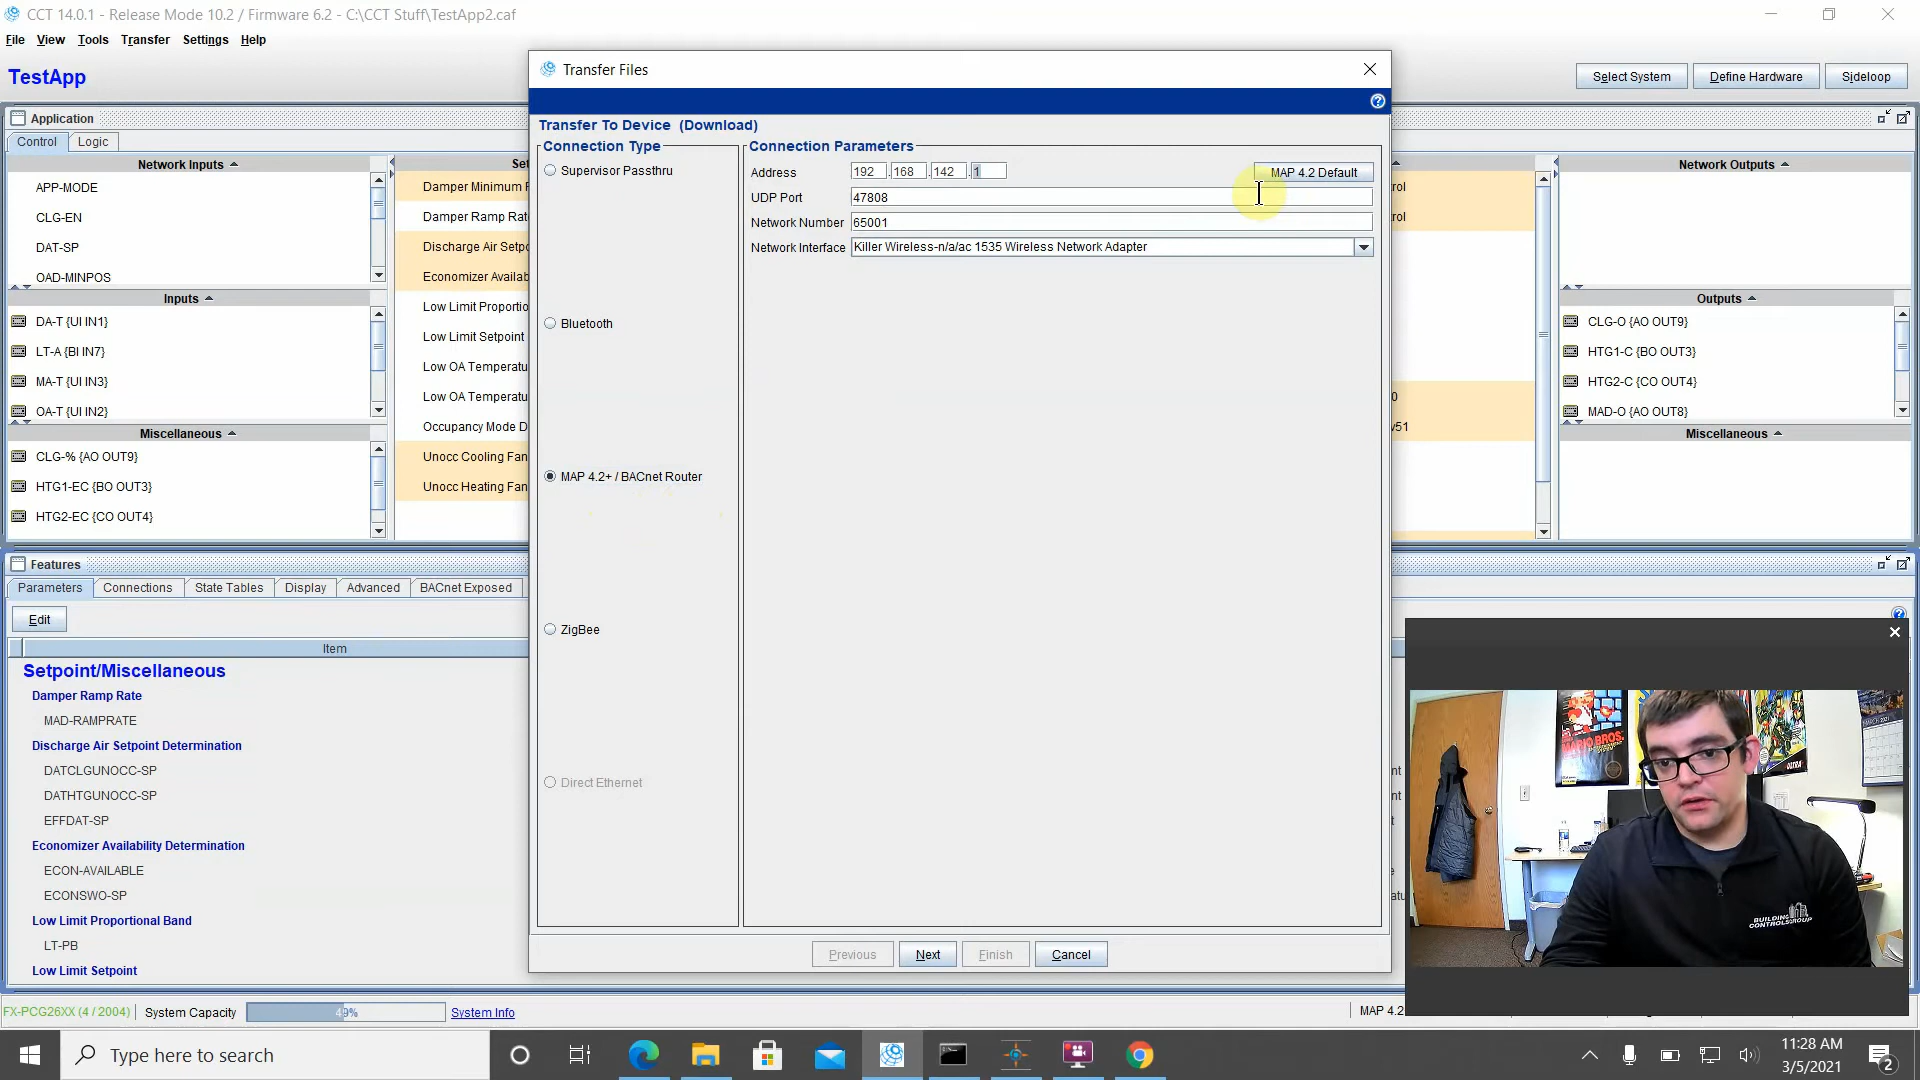 CCT 14.0.1 - Release Mode 10.2 / Firmware 6.2 - C:\CCT Stuff\TestApp2.caf
File View Tools Transfer Settings Help
TestApp
Select System Define Hardware Sideloop
Application
Control Logic
Network Inputs
APP-MODE
CLG-EN
DAT-SP
OAD-MINPOS
Inputs
DA-T {UI IN1}
LT-A {BI IN7}
MA-T {UI IN3}
OA-T {UI IN2}
Miscellaneous
CLG-% {AO OUT9}
HTG1-EC {BO OUT3}
HTG2-EC {CO OUT4}
Damper Minimum
Damper Ramp Rat
Discharge Air Setpo
Economizer Availab
Low Limit Proportio
Low Limit Setpoint
Low OA Temperatu
Low OA Temperatu
Occupancy Mode D
Unocc Cooling Fan
Unocc Heating Fan
Transfer Files
Transfer To Device (Download)
Connection Type
Supervisor Passthru
Bluetooth
MAP 4.2+ / BACnet Router
ZigBee
Direct Ethernet
Connection Parameters
Address 192 . 168 . 142 . 1 MAP 4.2 Default
UDP Port 47808
Network Number 65001
Network Interface Killer Wireless-n/a/ac 1535 Wireless Network Adapter
Previous Next Finish Cancel
Network Outputs
Outputs
CLG-O {AO OUT9}
HTG1-C {BO OUT3}
HTG2-C {CO OUT4}
MAD-O {AO OUT8}
Miscellaneous
Features
Parameters Connections State Tables Display Advanced BACnet Exposed
Edit
Item
Setpoint/Miscellaneous
Damper Ramp Rate
MAD-RAMPRATE
Discharge Air Setpoint Determination
DATCLGUNOCC-SP
DATHTGUNOCC-SP
EFFDAT-SP
Economizer Availability Determination
ECON-AVAILABLE
ECONSWO-SP
Low Limit Proportional Band
LT-PB
Low Limit Setpoint
BUILDING
CONTROLSGROUP
FX-PCG26XX (4 / 2004) System Capacity 49% System Info MAP 4.2
Type here to search
11:28 AM
3/5/2021
2